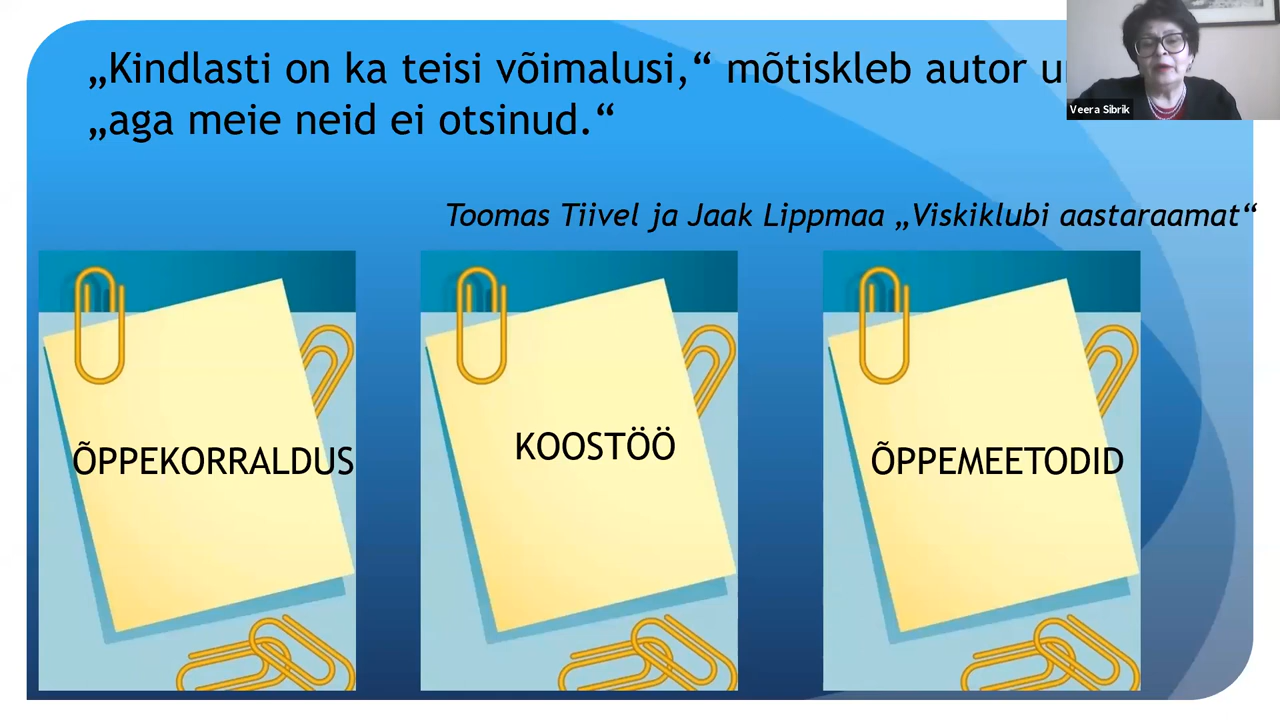 „Kindlasti on ka teisi võimalusi,“ mõtiskleb autor
„aga meie neid ei otsinud.“
Veera Sibrik
Toomas Tiivel ja Jaak Lippmaa „Viskiklubi aastaraamat“
ÕPPEKORRALDUS
KOOSTÖÖ
ÕPPEMEETODID